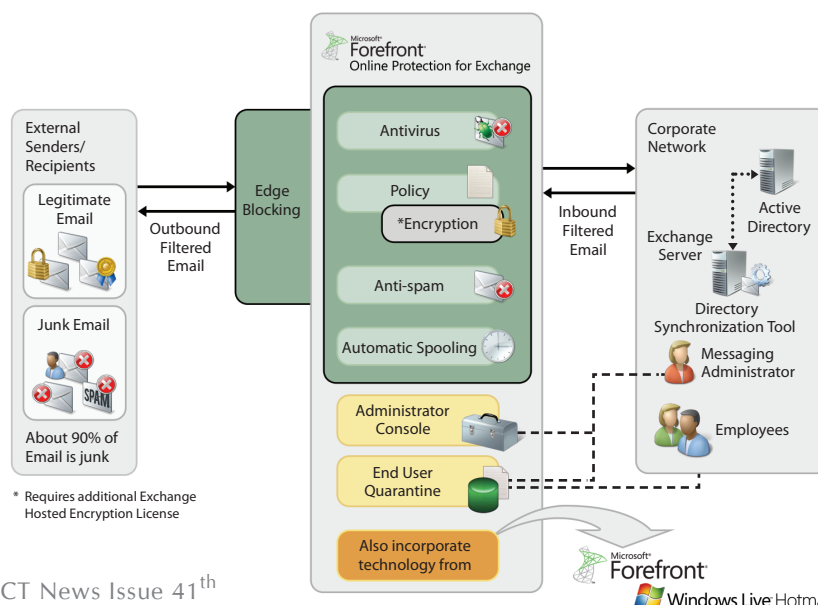 Microsoft®
Forefront
Online Protection for Exchange
External
Senders/
Recipients
Legitimate
Email
Junk Email
SPAM
About 90% of
Email is junk
* Requires additional Exchange
Hosted Encryption License
Outbound
Filtered
Email
Edge
Blocking
Antivirus
Policy
*Encryption
Anti-spam
Automatic Spooling
Administrator
Console
End User
Quarantine
Also incorporate
technology from
Inbound
Filtered
Email
Corporate
Network
Active
Directory
Exchange
Server
Directory
Synchronization Tool
Messaging
Administrator
Employees
Microsoft®
Forefront
Windows Live Hotma
CT News Issue 41th